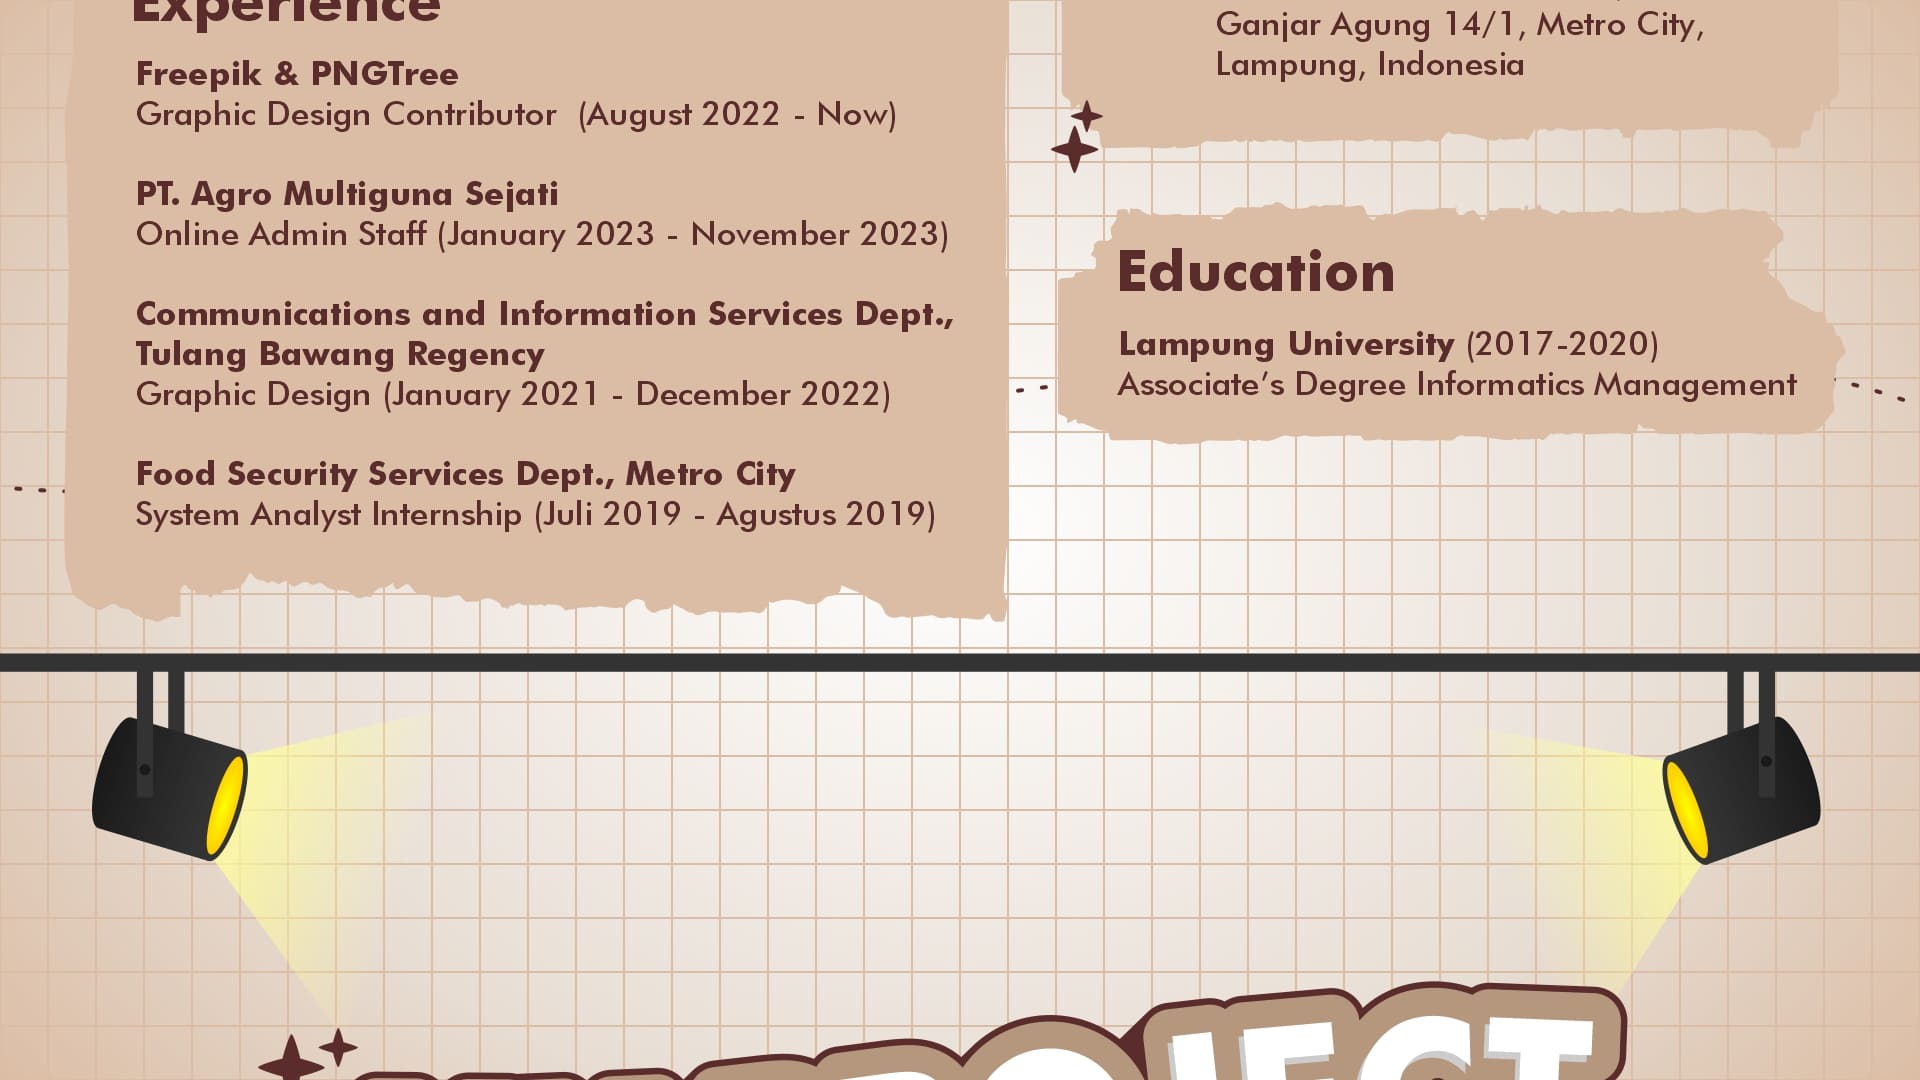 Experience
Freepik & PNGTree
Graphic Design Contributor (August 2022 - Now)
PT. Agro Multiguna Sejati
Online Admin Staff (January 2023 - November 2023)
Communications and Information Services Dept.,
Tulang Bawang Regency
Graphic Design (January 2021 - December 2022)
Food Security Services Dept., Metro City
System Analyst Internship (Juli 2019 - Agustus 2019)
Ganjar Agung 14/1, Metro City,
Lampung, Indonesia
Education
Lampung University (2017-2020)
Associate’s Degree Informatics Management